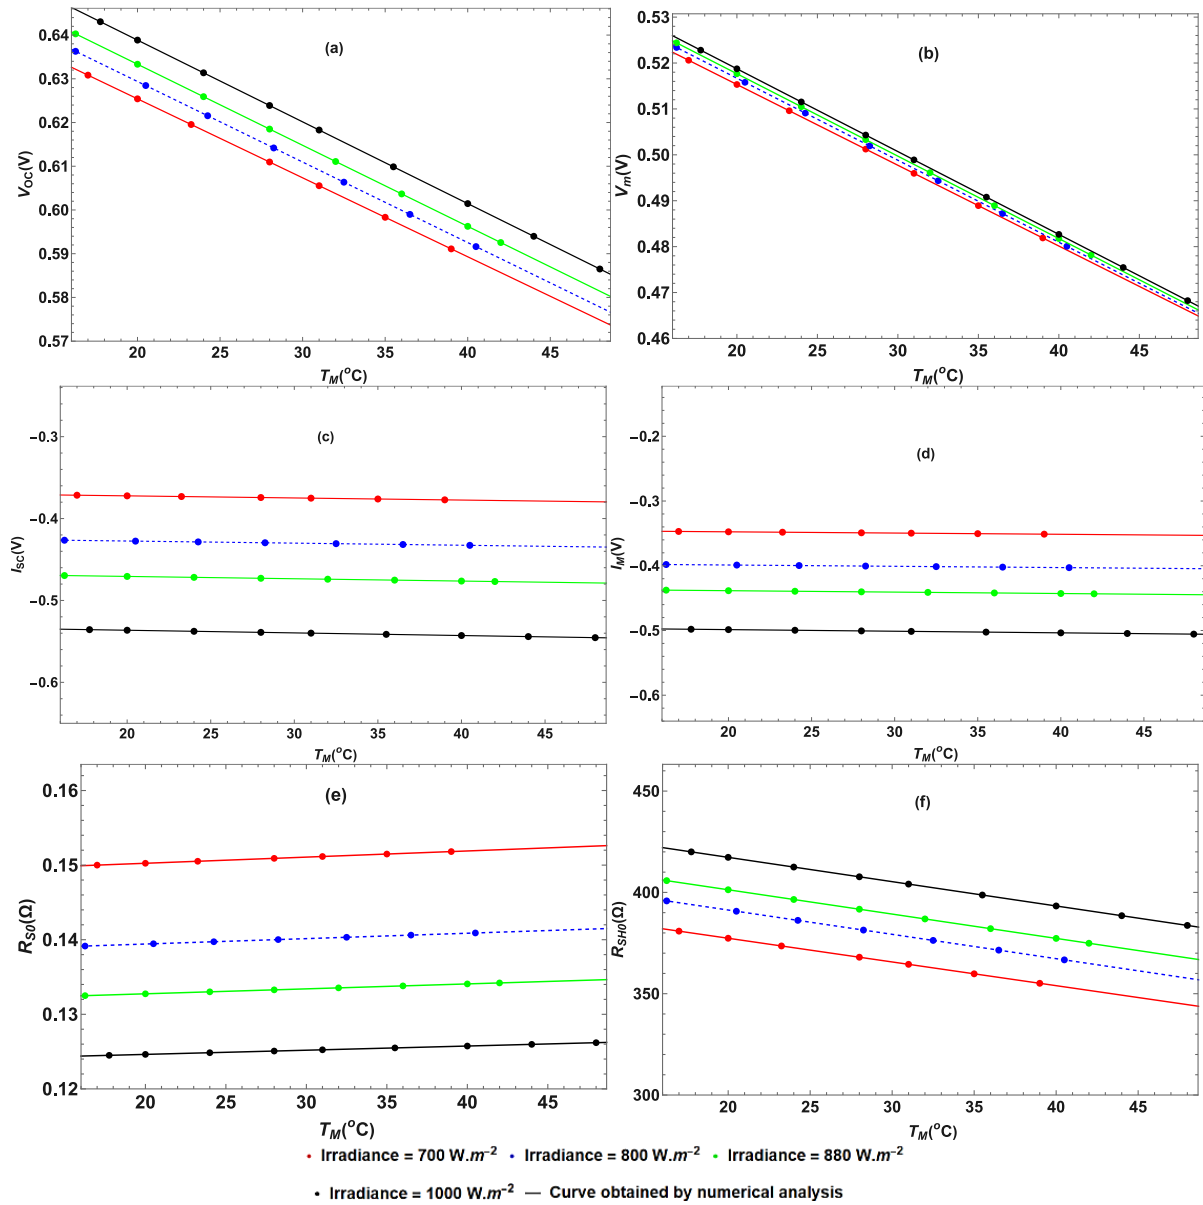 (a)
V_OC(V)
0.64
0.63
0.62
0.61
0.60
0.59
0.58
0.57
20 25 30 35 40 45
T_M(°C)
(b)
V_m(V)
0.53
0.52
0.51
0.50
0.49
0.48
0.47
0.46
20 25 30 35 40 45
T_M(°C)
(c)
I_SC(V)
−0.3
−0.4
−0.5
−0.6
20 25 30 35 40 45
T_M(°C)
(d)
I_M(V)
−0.2
−0.3
−0.4
−0.5
−0.6
20 25 30 35 40 45
T_M(°C)
(e)
R_S0(Ω)
0.16
0.15
0.14
0.13
0.12
20 25 30 35 40 45
T_M(°C)
(f)
R_SH0(Ω)
450
400
350
300
20 25 30 35 40 45
T_M(°C)
• Irradiance = 700 W.m⁻² • Irradiance = 800 W.m⁻² • Irradiance = 880 W.m⁻²
• Irradiance = 1000 W.m⁻² — Curve obtained by numerical analysis